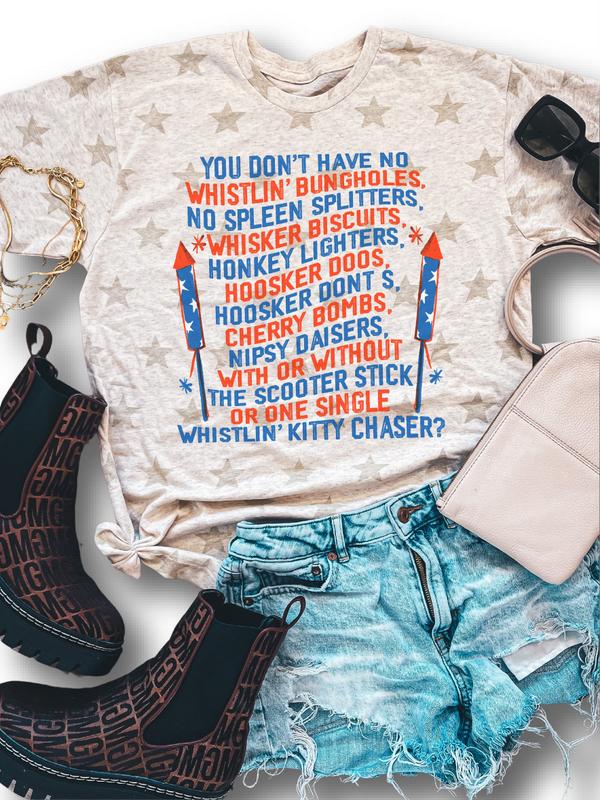 YOU DON'T HAVE NO
WHISTLIN' BUNGHOLES,
NO SPLEEN SPLITTERS,
WHISKER BISCUITS,
HONKEY LIGHTERS,
HOOSKER DOOS,
HOOSKER DONT S,
CHERRY BOMBS,
NIPSY DAISERS,
WITH OR WITHOUT
THE SCOOTER STICK
OR ONE SINGLE
WHISTLIN' KITTY CHASER?